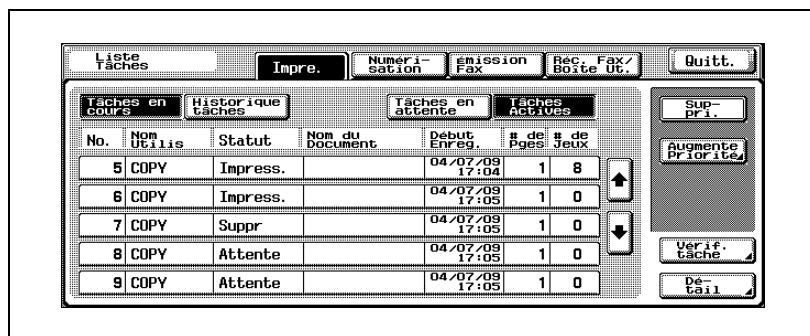 Liste
Tâches
Impre.
Numéri-
sation
émission
Fax
Réc. Fax/
Boîte Ut.
Quitt.
Tâches en
cours
Historique
tâches
Tâches en
attente
Tâches
Actives
Sup-
pri.
No. Nom
Utilis Statut Nom du
Document Début
Enreg. # de
Pges # de
Jeux
Augmente
Priorité
5 COPY Impress. 04/07/09
17:04 1 8
6 COPY Impress. 04/07/09
17:05 1 0
7 COPY Suppr 04/07/09
17:05 1 0
8 COPY Attente 04/07/09
17:05 1 0
9 COPY Attente 04/07/09
17:05 1 0
Vérif.
tâche
Dé-
tail